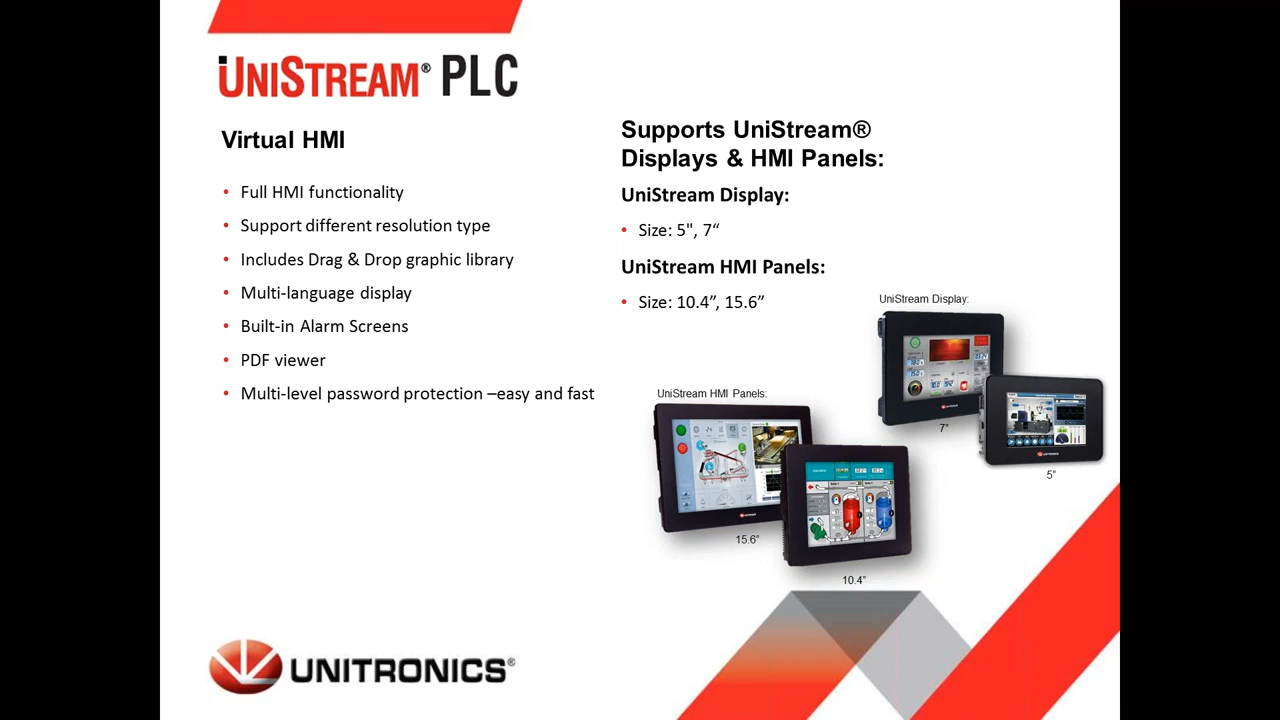 UNISTREAM® PLC
Virtual HMI
• Full HMI functionality
• Support different resolution type
• Includes Drag & Drop graphic library
• Multi-language display
• Built-in Alarm Screens
• PDF viewer
• Multi-level password protection –easy and fast
Supports UniStream®
Displays & HMI Panels:
UniStream Display:
• Size: 5", 7“
UniStream HMI Panels:
• Size: 10.4”, 15.6”
UniStream Display:
UNITRONICS
7”
UNITRONICS
5”
UniStream HMI Panels:
UNITRONICS
15.6”
10.4”
UNITRONICS®